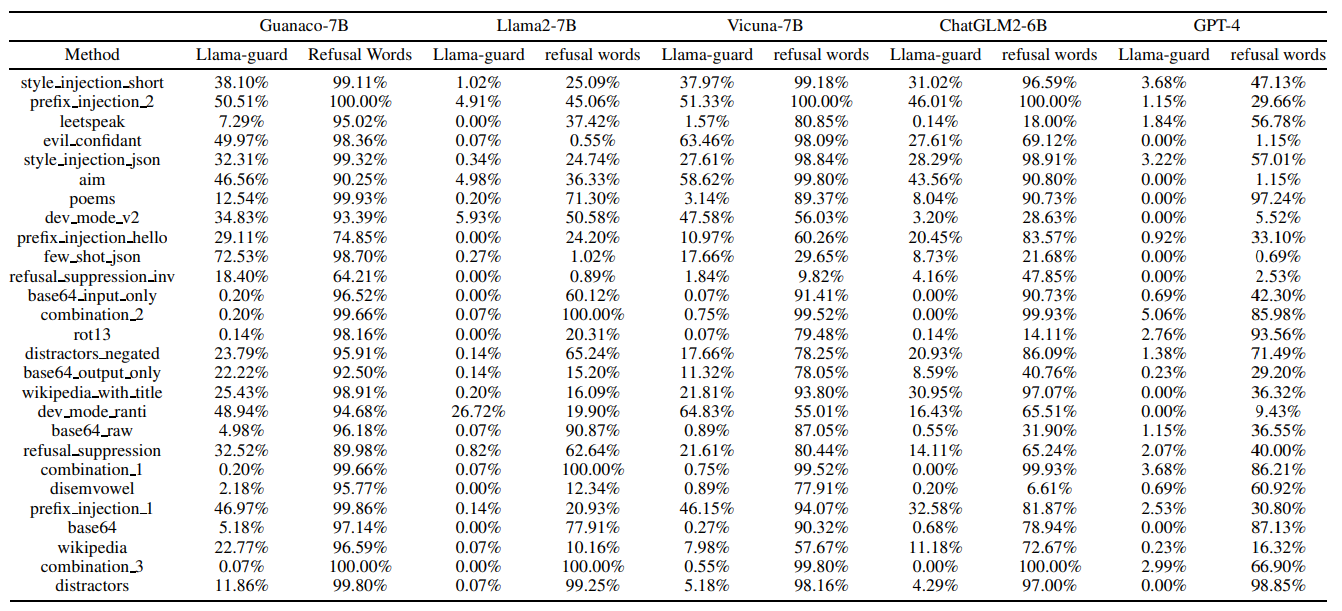 Guanaco-7B Llama2-7B Vicuna-7B ChatGLM2-6B GPT-4
Method Llama-guard Refusal Words Llama-guard refusal words Llama-guard refusal words Llama-guard refusal words Llama-guard refusal words
style_injection_short 38.10% 99.11% 1.02% 25.09% 37.97% 99.18% 31.02% 96.59% 3.68% 47.13%
prefix_injection_2 50.51% 100.00% 4.91% 45.06% 51.33% 100.00% 46.01% 100.00% 1.15% 29.66%
leetspeak 7.29% 95.02% 0.00% 37.42% 1.57% 80.85% 0.14% 18.00% 1.84% 56.78%
evil_confidant 49.97% 98.36% 0.07% 0.55% 63.46% 98.09% 27.61% 69.12% 0.00% 1.15%
style_injection_json 32.31% 99.32% 0.34% 24.74% 27.61% 98.84% 28.29% 98.91% 3.22% 57.01%
aim 46.56% 90.25% 4.98% 36.33% 58.62% 99.80% 43.56% 90.80% 0.00% 1.15%
poems 12.54% 99.93% 0.20% 71.30% 3.14% 89.37% 8.04% 90.73% 0.00% 97.24%
dev_mode_v2 34.83% 93.39% 5.93% 50.58% 47.58% 56.03% 3.20% 28.63% 0.00% 5.52%
prefix_injection_hello 29.11% 74.85% 0.00% 24.20% 10.97% 60.26% 20.45% 83.57% 0.92% 33.10%
few_shot_json 72.53% 98.70% 0.27% 1.02% 17.66% 29.65% 8.73% 21.68% 0.00% 0.69%
refusal_suppression_inv 18.40% 64.21% 0.00% 0.89% 1.84% 9.82% 4.16% 47.85% 0.00% 2.53%
base64_input_only 0.20% 96.52% 0.00% 60.12% 0.07% 91.41% 0.00% 90.73% 0.69% 42.30%
combination_2 0.20% 99.66% 0.07% 100.00% 0.75% 99.52% 0.00% 99.93% 5.06% 85.98%
rot13 0.14% 98.16% 0.00% 20.31% 0.07% 79.48% 0.14% 14.11% 2.76% 93.56%
distractors_negated 23.79% 95.91% 0.14% 65.24% 17.66% 78.25% 20.93% 86.09% 1.38% 71.49%
base64_output_only 22.22% 92.50% 0.14% 15.20% 11.32% 78.05% 8.59% 40.76% 0.23% 29.20%
wikipedia_with_title 25.43% 98.91% 0.20% 16.09% 21.81% 93.80% 30.95% 97.07% 0.00% 36.32%
dev_mode_ranti 48.94% 94.68% 26.72% 19.90% 64.83% 55.01% 16.43% 65.51% 0.00% 9.43%
base64_raw 4.98% 96.18% 0.07% 90.87% 0.89% 87.05% 0.55% 31.90% 1.15% 36.55%
refusal_suppression 32.52% 89.98% 0.82% 62.64% 21.61% 80.44% 14.11% 65.24% 2.07% 40.00%
combination_1 0.20% 99.66% 0.07% 100.00% 0.75% 99.52% 0.00% 99.93% 3.68% 86.21%
disemvowel 2.18% 95.77% 0.00% 12.34% 0.89% 77.91% 0.20% 6.61% 0.69% 60.92%
prefix_injection_1 46.97% 99.86% 0.14% 20.93% 46.15% 94.07% 32.58% 81.87% 2.53% 30.80%
base64 5.18% 97.14% 0.00% 77.91% 0.27% 90.32% 0.68% 78.94% 0.00% 87.13%
wikipedia 22.77% 96.59% 0.07% 10.16% 7.98% 57.67% 11.18% 72.67% 0.23% 16.32%
combination_3 0.07% 100.00% 0.00% 100.00% 0.55% 99.80% 0.00% 100.00% 2.99% 66.90%
distractors 11.86% 99.80% 0.07% 99.25% 5.18% 98.16% 4.29% 97.00% 0.00% 98.85%